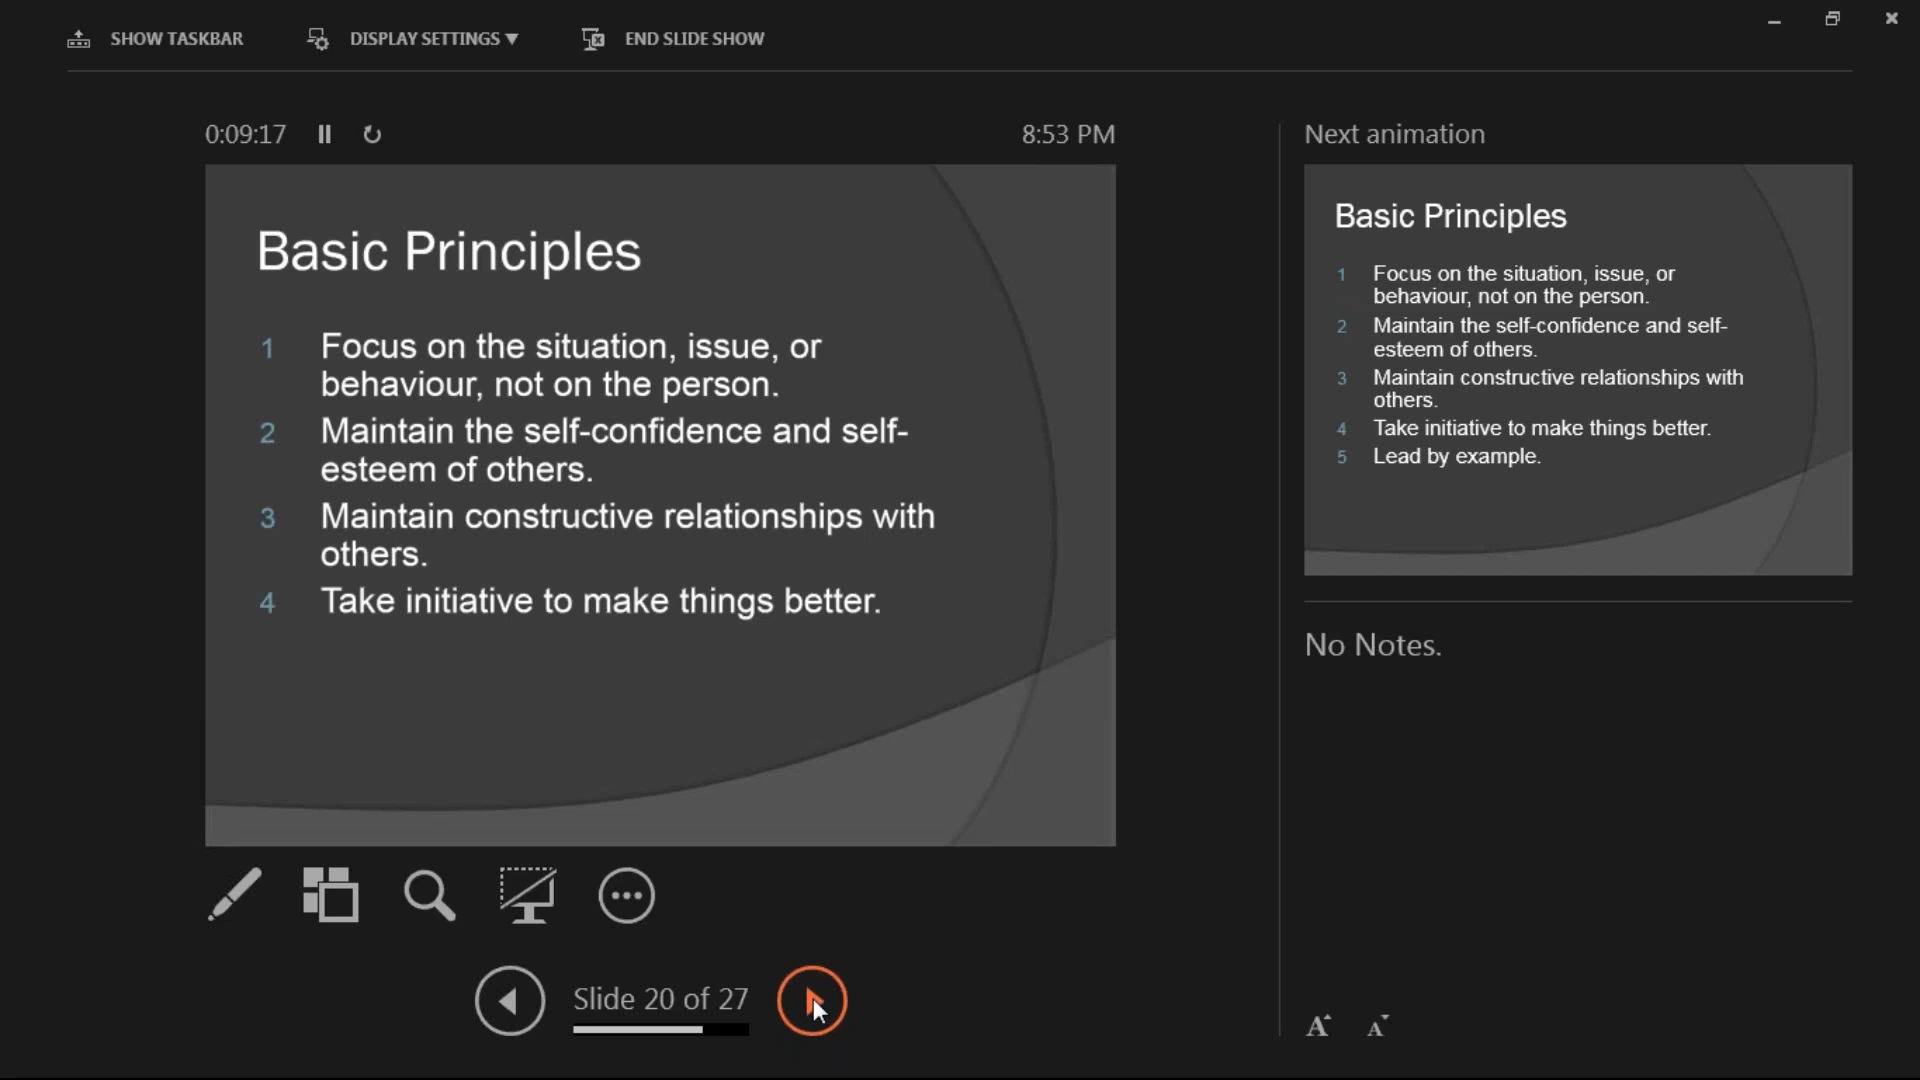 SHOW TASKBAR
DISPLAY SETTINGS ▼
END SLIDE SHOW
0:09:17
8:53 PM
Basic Principles
1 Focus on the situation, issue, or
behaviour, not on the person.
2 Maintain the self-confidence and self-
esteem of others.
3 Maintain constructive relationships with
others.
4 Take initiative to make things better.
Slide 20 of 27
Next animation
Basic Principles
1 Focus on the situation, issue, or
behaviour, not on the person.
2 Maintain the self-confidence and self-
esteem of others.
3 Maintain constructive relationships with
others.
4 Take initiative to make things better.
5 Lead by example.
No Notes.
A A